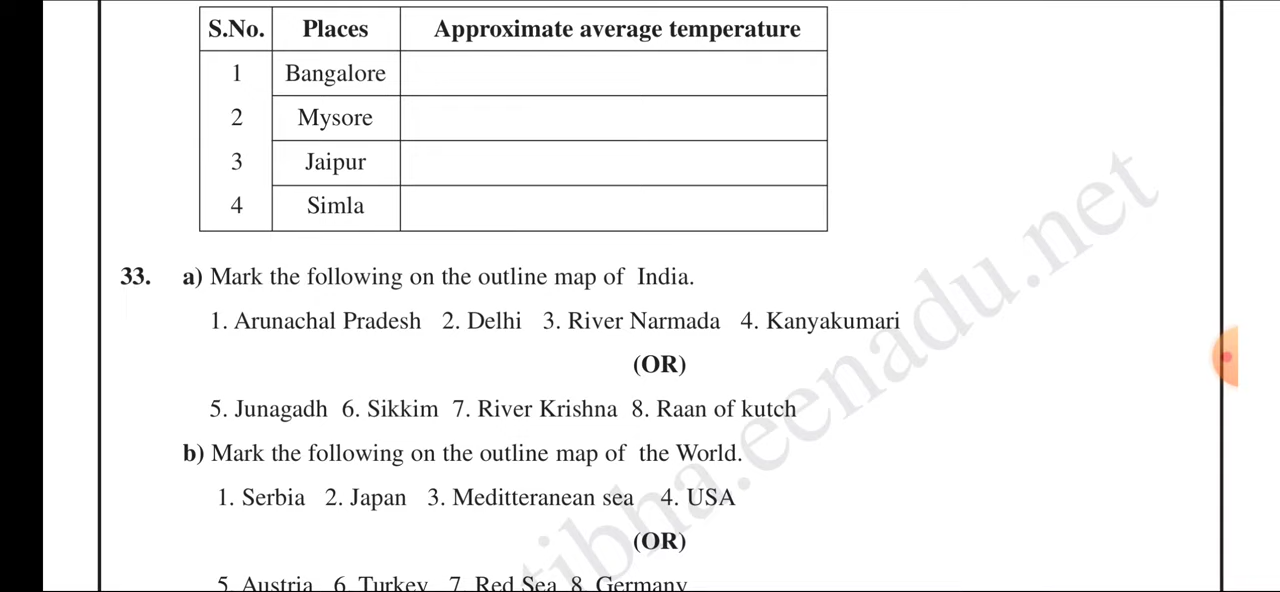 S.No. Places Approximate average temperature
1 Bangalore
2 Mysore
3 Jaipur
4 Simla
33. a) Mark the following on the outline map of India.
1. Arunachal Pradesh 2. Delhi 3. River Narmada 4. Kanyakumari
(OR)
5. Junagadh 6. Sikkim 7. River Krishna 8. Raan of kutch
b) Mark the following on the outline map of the World.
1. Serbia 2. Japan 3. Meditteranean sea 4. USA
(OR)
5. Austria 6. Turkey 7. Red Sea 8. Germany
tibha.eenadu.net